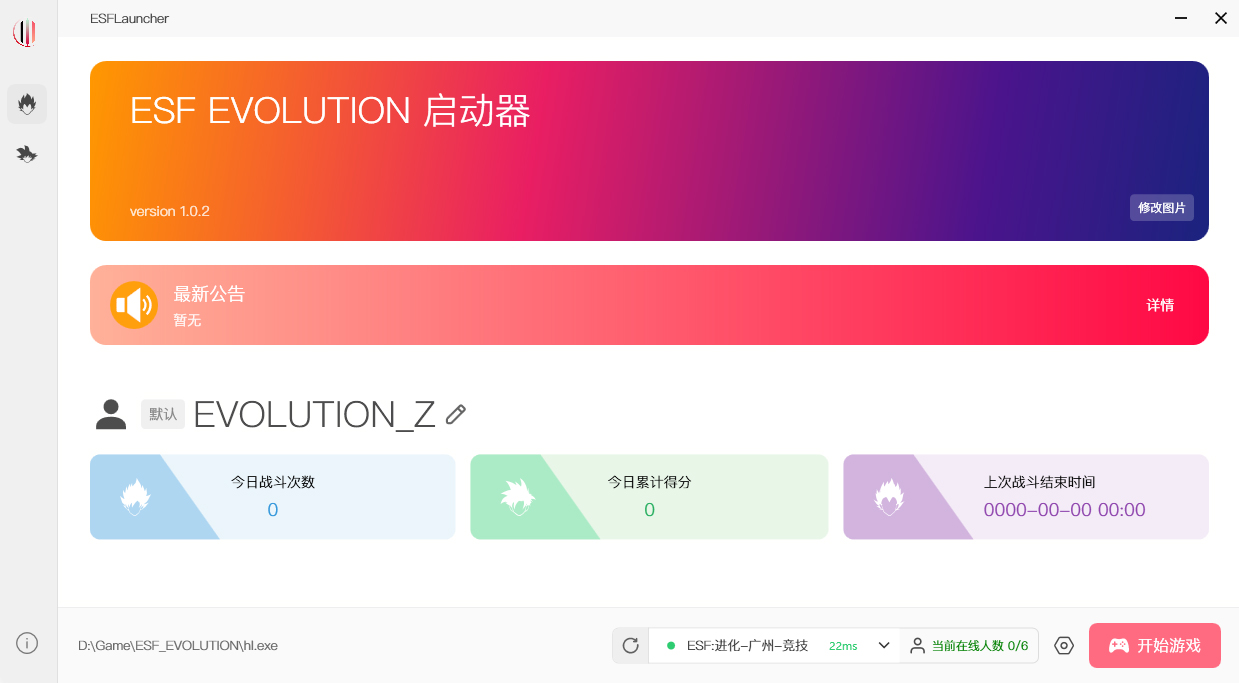 ESFLauncher
ESF EVOLUTION 启动器
version 1.0.2
修改图片
最新公告
暂无
详情
默认 EVOLUTION_Z
今日战斗次数
0
今日累计得分
0
上次战斗结束时间
0000-00-00 00:00
D:\Game\ESF_EVOLUTION\hl.exe
ESF:进化-广州-竞技 22ms
当前在线人数 0/6
开始游戏